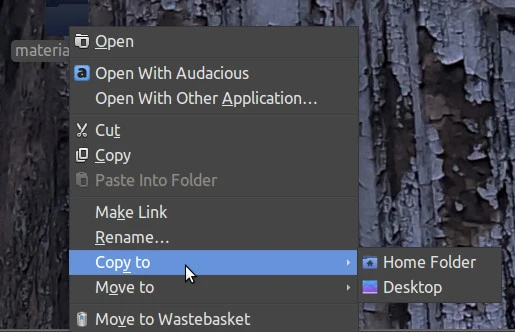 materia
Open
Open With Audacious
Open With Other Application…
Cut
Copy
Paste Into Folder
Make Link
Rename…
Copy to
Home Folder
Move to
Desktop
Move to Wastebasket